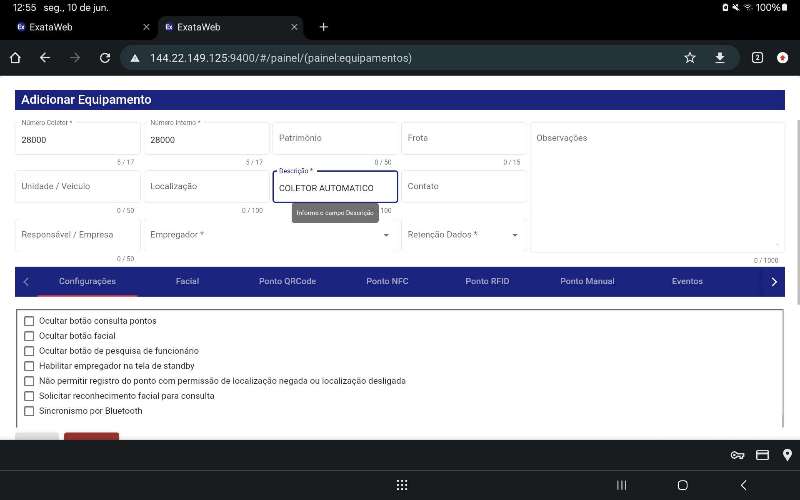 12:55 seg., 10 de jun. 100%
ExataWeb ExataWeb
144.22.149.125:9400/#/painel/(painel:equipamentos) 2
Adicionar Equipamento
Número Coletor * Número Interno *
28000 28000 Patrimônio Frota Observações
5 / 17 5 / 17 0 / 50 0 / 15
Descrição *
Unidade / Veículo Localização COLETOR AUTOMATICO Contato
0 / 50 0 / 100 100
Informe o campo Descrição
Responsável / Empresa Empregador * Retenção Dados *
0 / 50 0 / 1000
Configurações Facial Ponto QRCode Ponto NFC Ponto RFID Ponto Manual Eventos
Ocultar botão consulta pontos
Ocultar botão facial
Ocultar botão de pesquisa de funcionário
Habilitar empregador na tela de standby
Não permitir registro do ponto com permissão de localização negada ou localização desligada
Solicitar reconhecimento facial para consulta
Sincronismo por Bluetooth